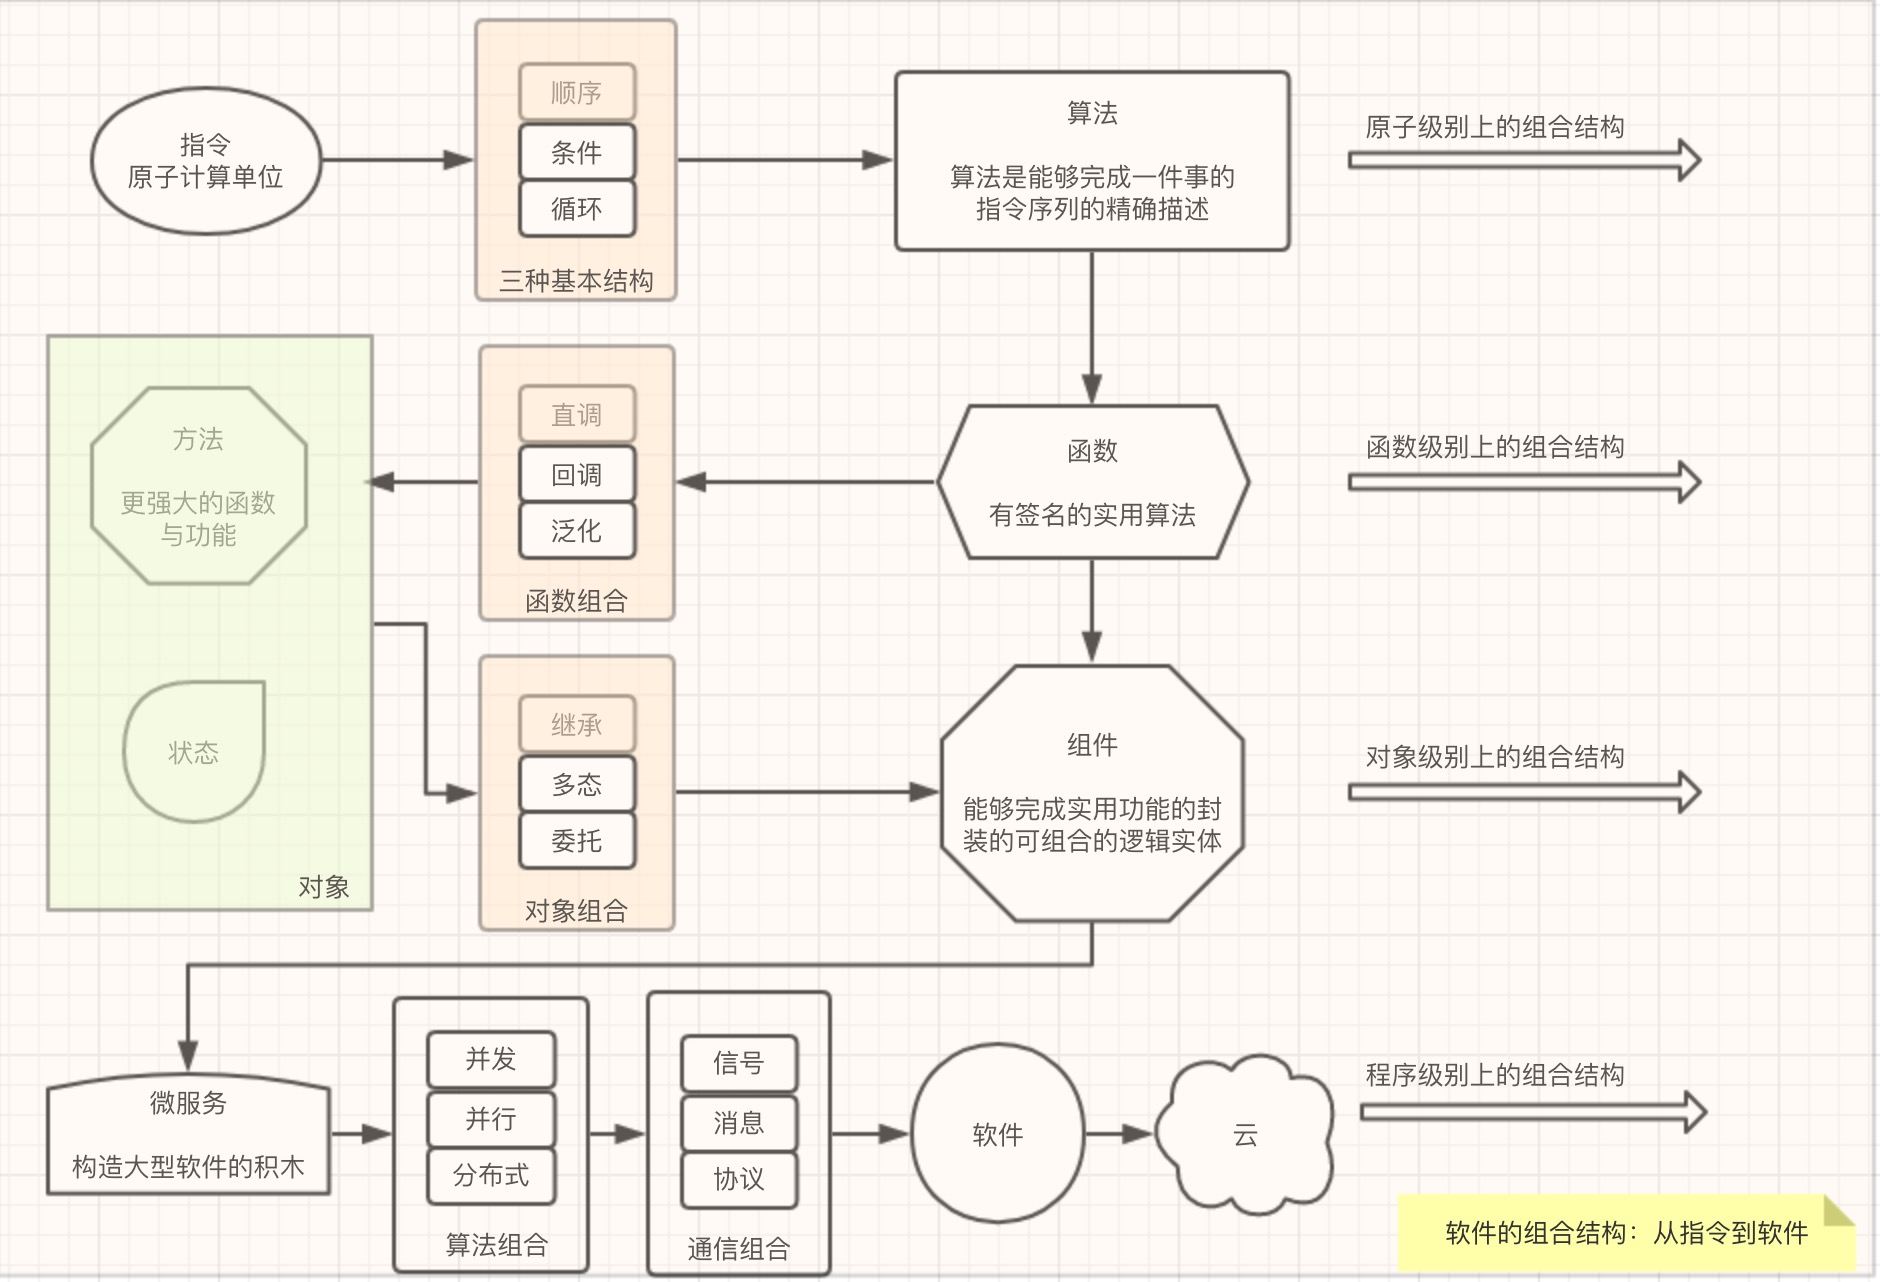 指令
原子计算单位
顺序
条件
循环
三种基本结构
算法
算法是能够完成一件事的
指令序列的精确描述
原子级别上的组合结构
方法
更强大的函数
与功能
状态
对象
直调
回调
泛化
函数组合
函数
有签名的实用算法
函数级别上的组合结构
继承
多态
委托
对象组合
组件
能够完成实用功能的封
装的可组合的逻辑实体
对象级别上的组合结构
微服务
构造大型软件的积木
并发
并行
分布式
算法组合
信号
消息
协议
通信组合
软件
云
程序级别上的组合结构
软件的组合结构：从指令到软件